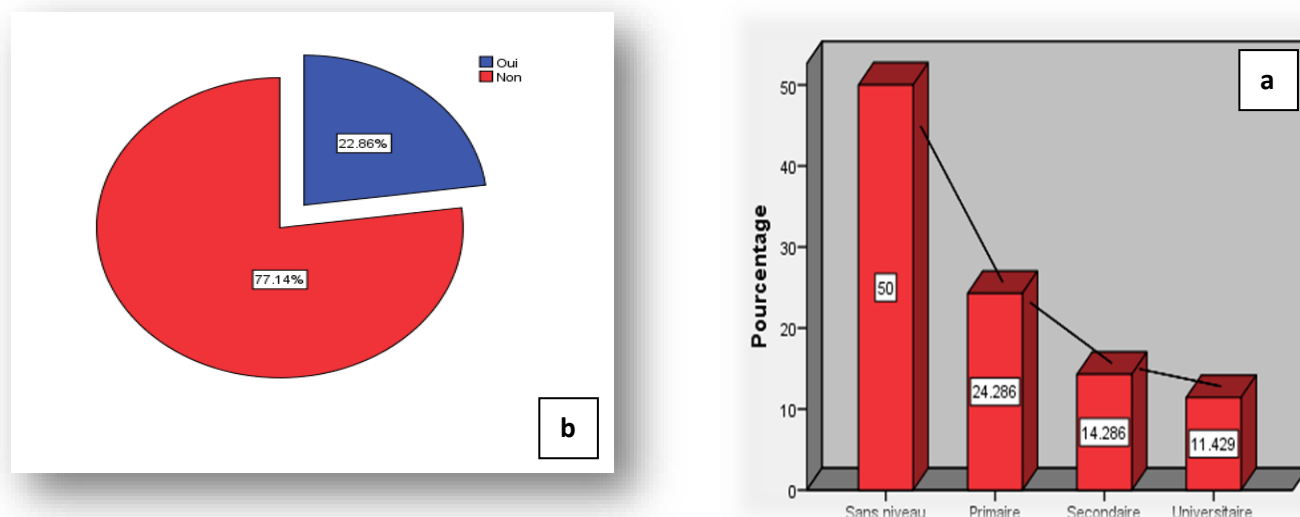 Oui
Non
22.86%
77.14%
b
a
Pourcentage
50
40
30
20
10
0
50
24.286
14.286
11.429
Sans niveau Primaire Secondaire Universitaire